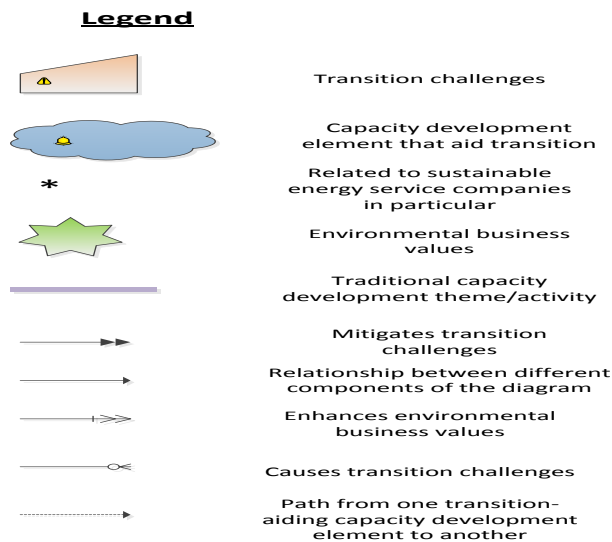 Legend
Transition challenges
Capacity development
element that aid transition
*
Related to sustainable
energy service companies
in particular
Environmental business
values
Traditional capacity
development theme/activity
Mitigates transition
challenges
Relationship between different
components of the diagram
Enhances environmental
business values
Causes transition challenges
Path from one transition-
aiding capacity development
element to another